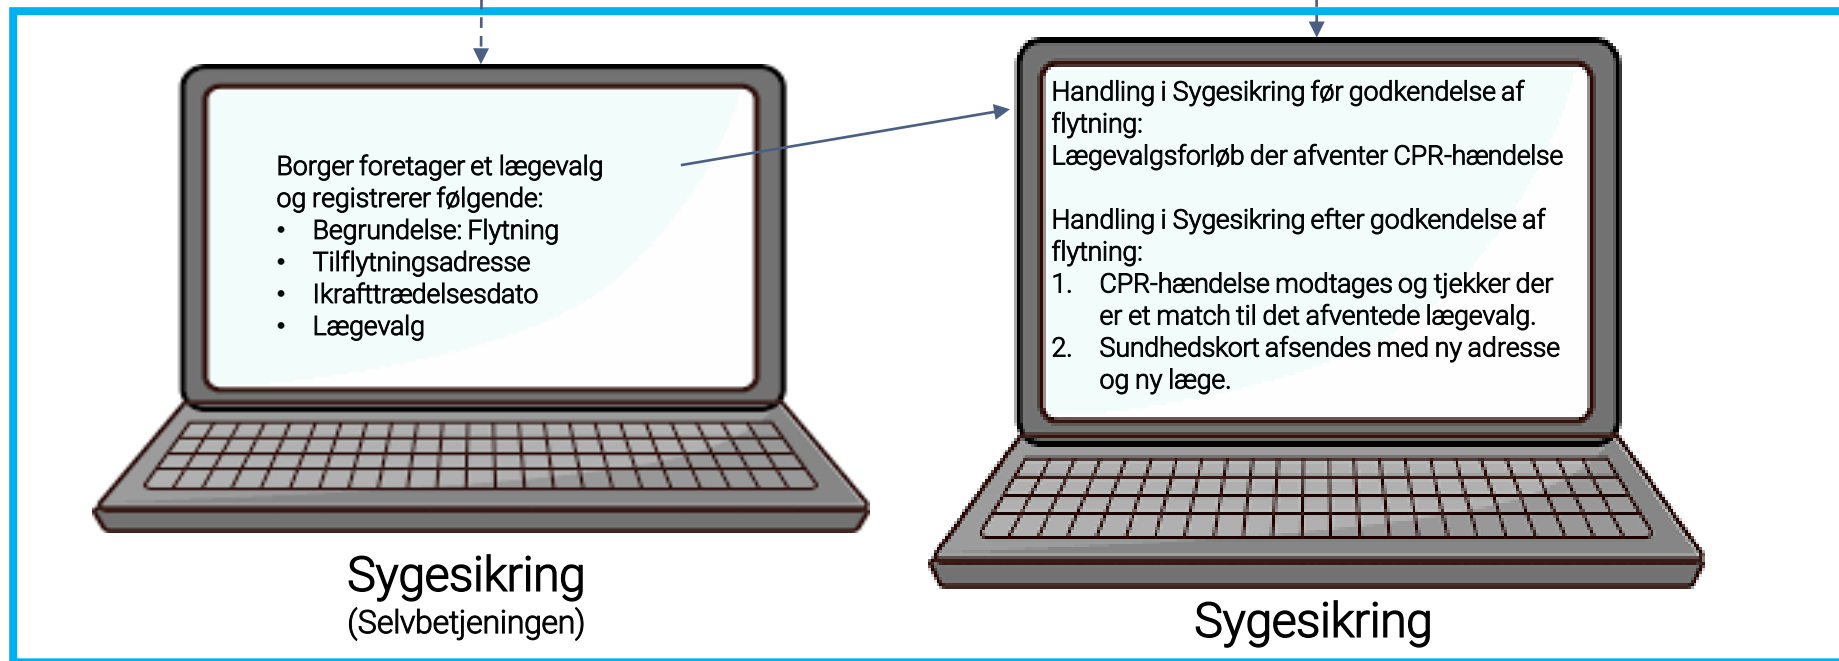 Borger foretager et lægevalg
og registrerer følgende:
• Begrundelse: Flytning
• Tilflytningsadresse
• Ikrafttrædelsesdato
• Lægevalg
Sygesikring
(Selvbetjeningen)
Handling i Sygesikring før godkendelse af
flytning:
Lægevalgsforløb der afventer CPR-hændelse
Handling i Sygesikring efter godkendelse af
flytning:
1. CPR-hændelse modtages og tjekker der
er et match til det afventede lægevalg.
2. Sundhedskort afsendes med ny adresse
og ny læge.
Sygesikring